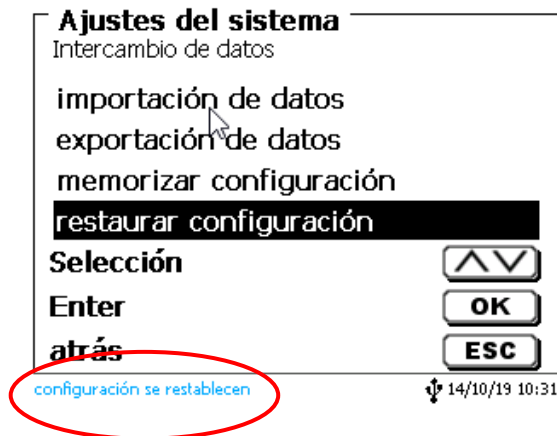 Ajustes del sistema
Intercambio de datos
importación de datos
exportación de datos
memorizar configuración
restaurar configuración
Selección
Enter OK
atrás ESC
configuración se restablecen 14/10/19 10:31